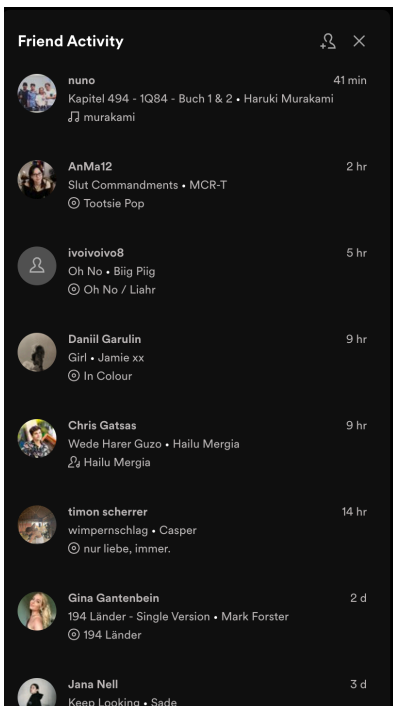 Friend Activity
nuno 41 min
Kapitel 494 - 1Q84 - Buch 1 & 2 • Haruki Murakami
murakami
AnMa12 2 hr
Slut Commandments • MCR-T
Tootsie Pop
ivoivoivo8 5 hr
Oh No • Biig Piig
Oh No / Liahr
Daniil Garulin 9 hr
Girl • Jamie xx
In Colour
Chris Gatsas 9 hr
Wede Harer Guzo • Hailu Mergia
Hailu Mergia
timon scherrer 14 hr
wimpernschlag • Casper
nur liebe, immer.
Gina Gantenbein 2 d
194 Länder - Single Version • Mark Forster
194 Länder
Jana Nell 3 d
Keep Looking • Sade